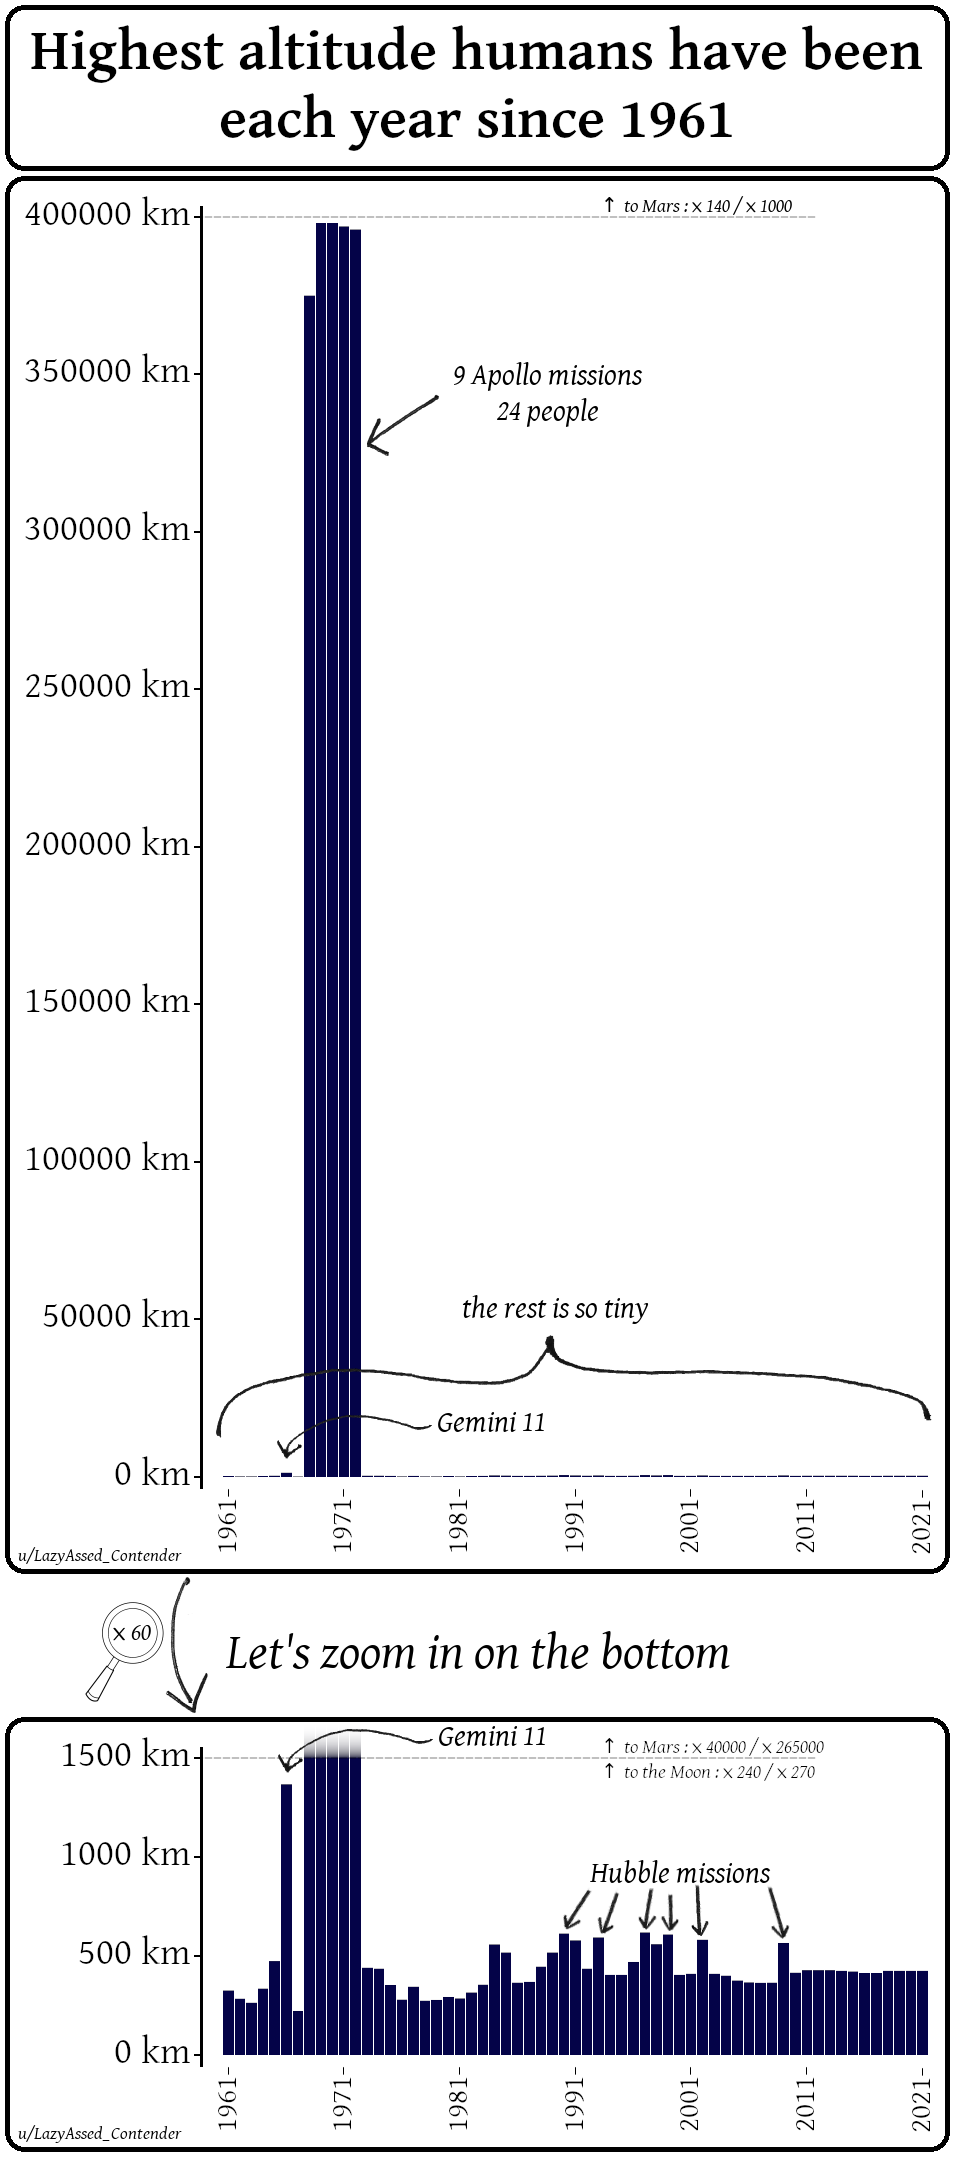 Highest altitude humans have been
each year since 1961
400000 km
↑ to Mars : x 140 / x 1000
350000 km
9 Apollo missions
24 people
300000 km
250000 km
200000 km
150000 km
100000 km
50000 km
the rest is so tiny
Gemini 11
0 km
1961
1971
1981
1991
2001
2011
2021
u/LazyAssed_Contender
x 60
Let's zoom in on the bottom
Gemini 11
1500 km
↑ to Mars : x 40000 / x 265000
↑ to the Moon : x 240 / x 270
1000 km
Hubble missions
500 km
0 km
1961
1971
1981
1991
2001
2011
2021
u/LazyAssed_Contender